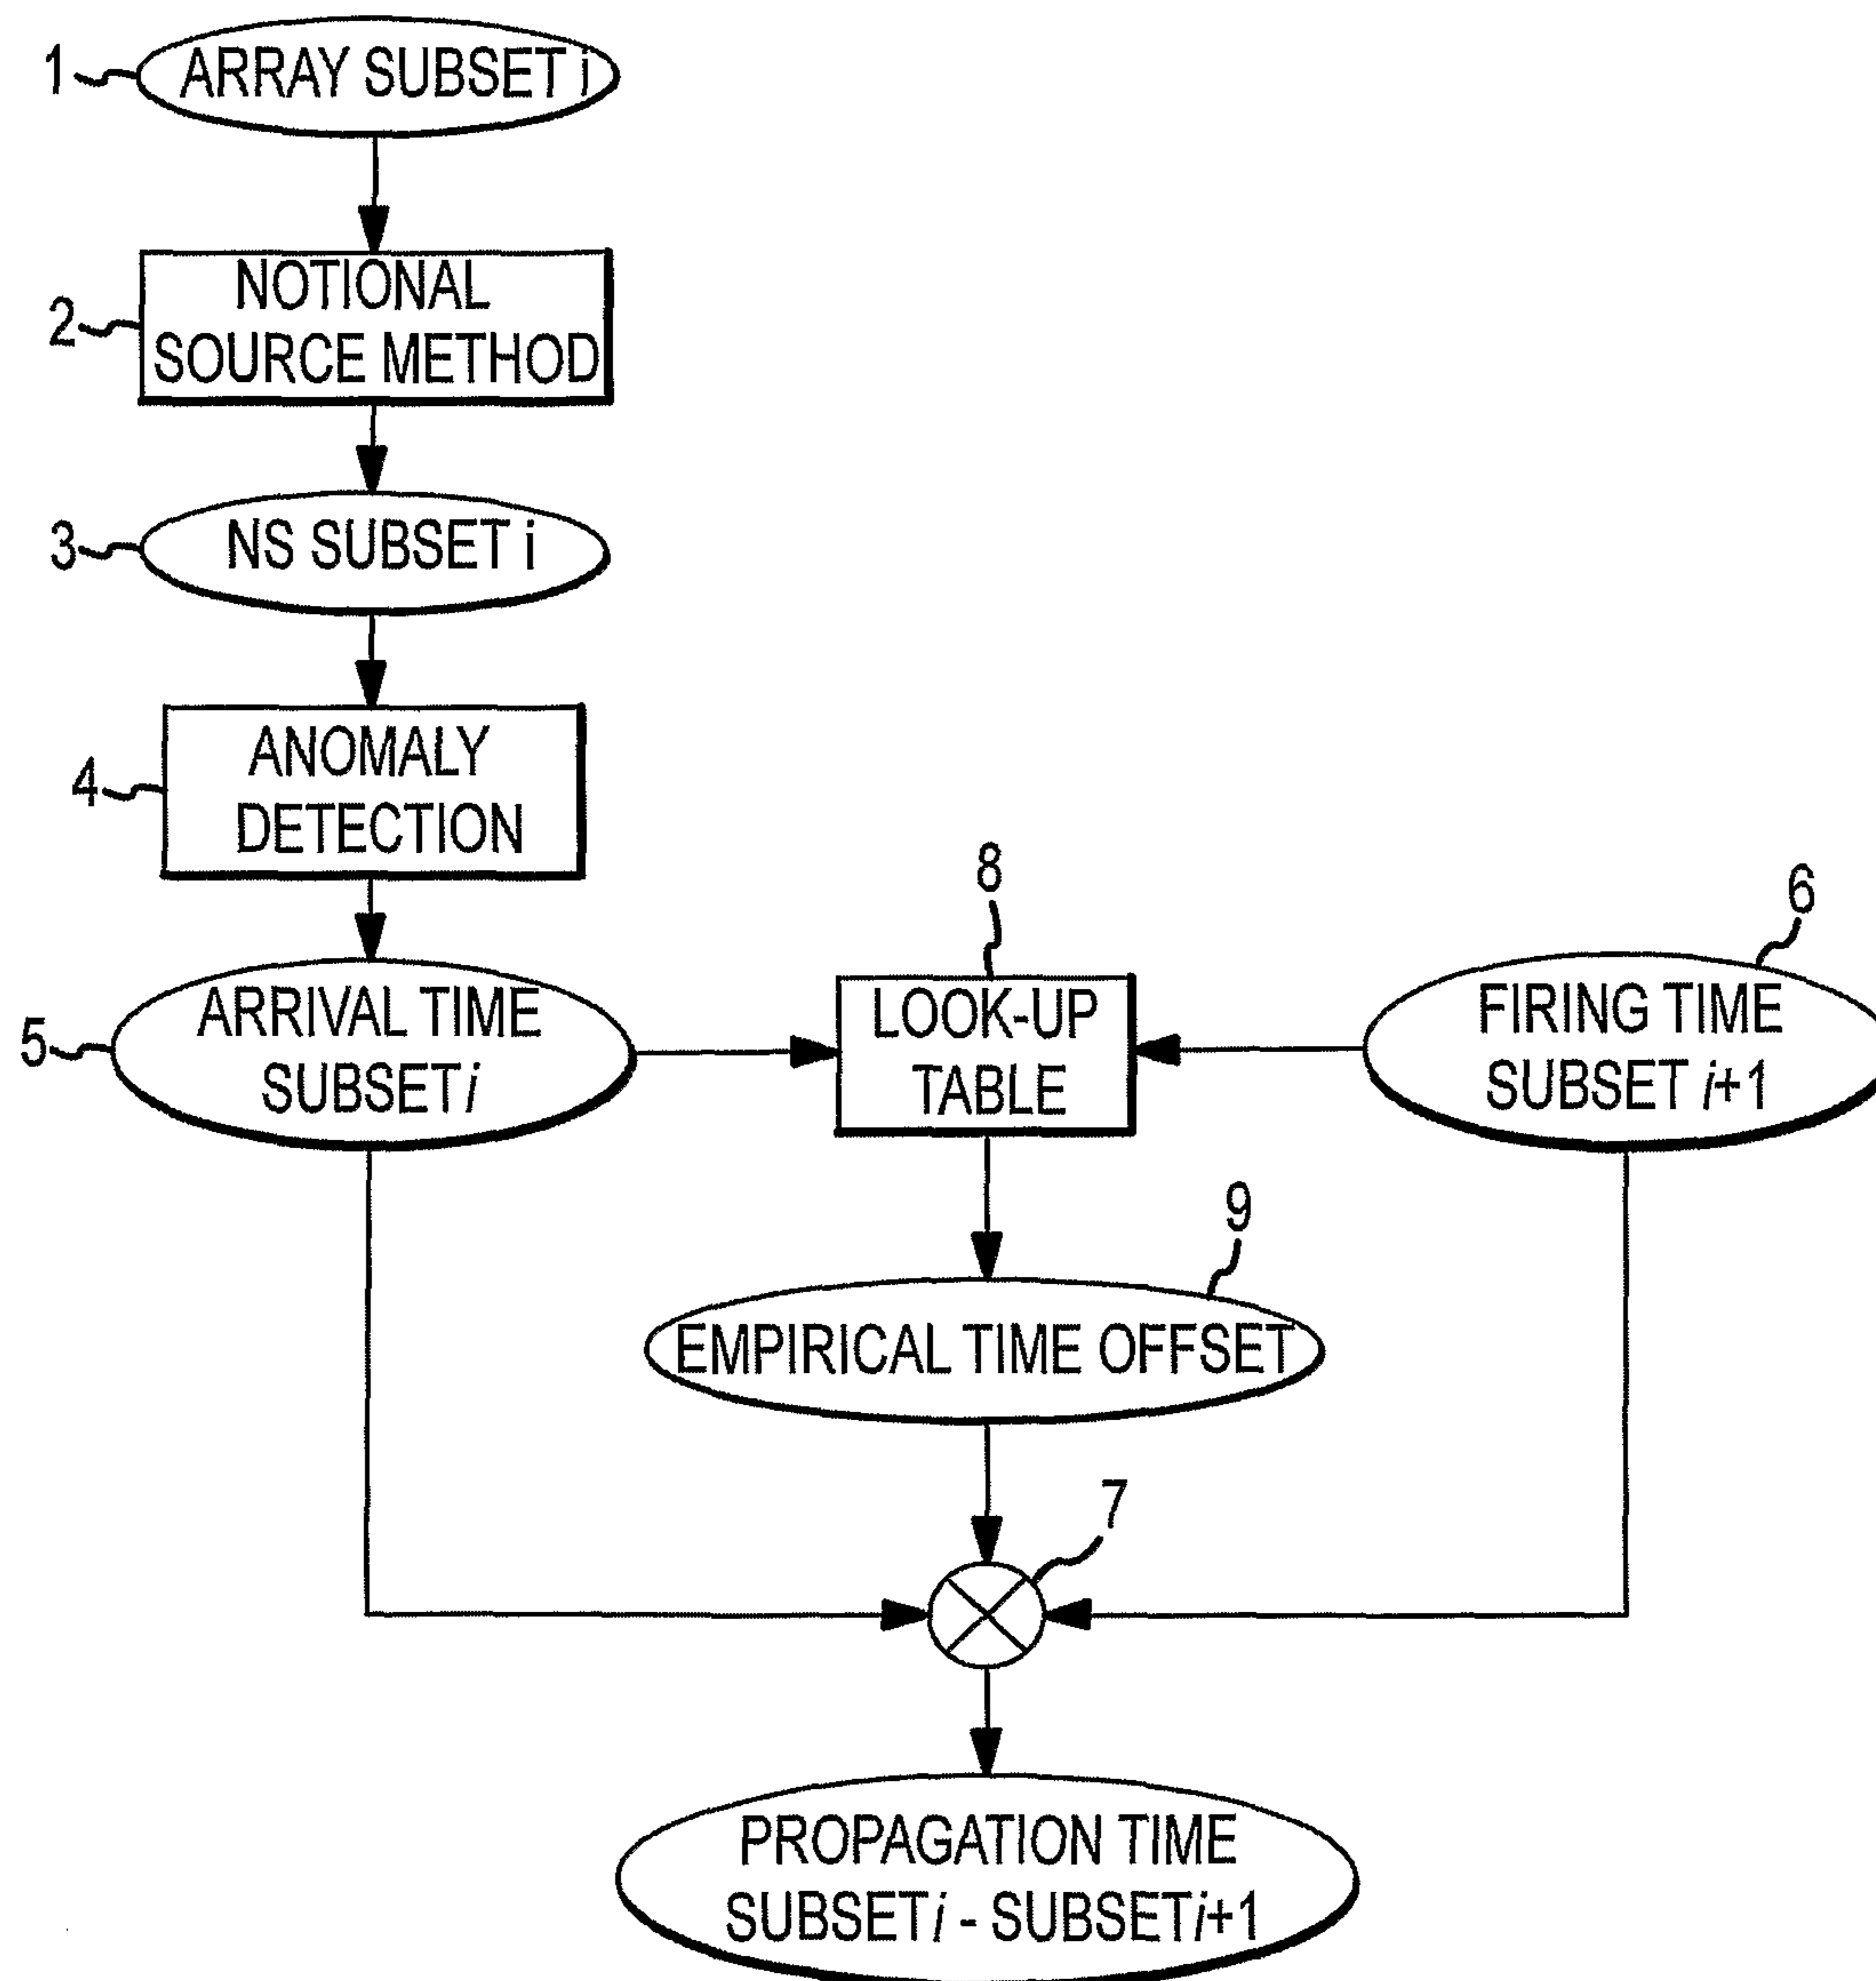 1
ARRAY SUBSET i
2
NOTIONAL
SOURCE METHOD
3
NS SUBSET i
4
ANOMALY
DETECTION
5
ARRIVAL TIME
SUBSET i
8
LOOK-UP
TABLE
6
FIRING TIME
SUBSET i+1
9
EMPIRICAL TIME OFFSET
7
PROPAGATION TIME
SUBSET i - SUBSET i+1